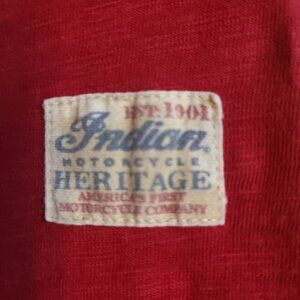 EST. 1901
Indian
MOTORCYCLE
HERITAGE
AMERICA'S FIRST
MOTORCYCLE COMPANY